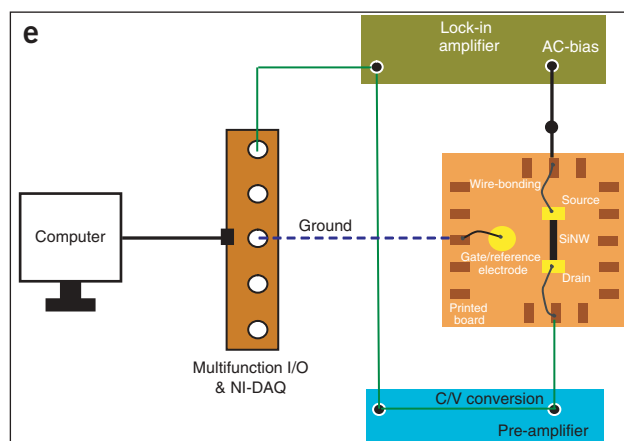 e
Lock-in
amplifier
AC-bias
Wire-bonding
Source
Ground
Computer
SiNW
Gate/reference
electrode
Drain
Printed
board
Multifunction I/O
& NI-DAQ
C/V conversion
Pre-amplifier